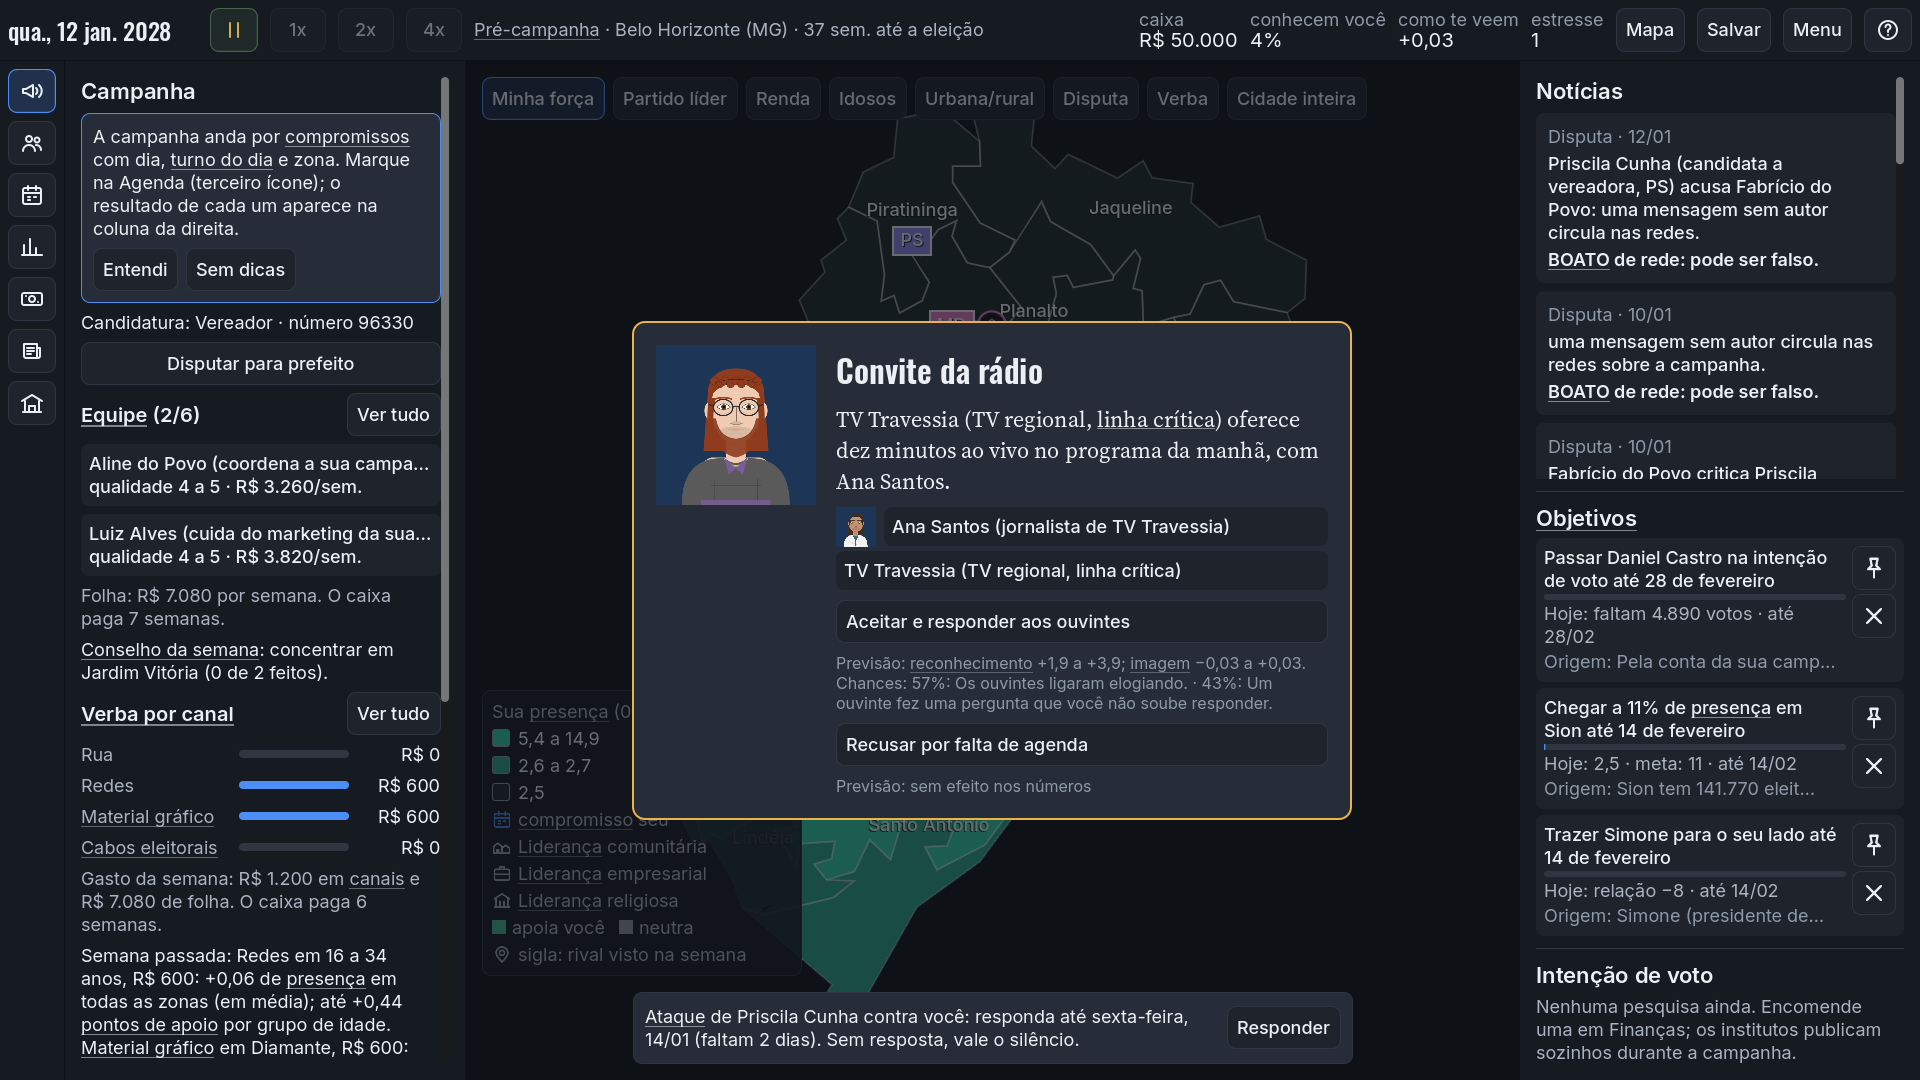 qua., 12 jan. 2028
1x
2x
4x
Pré-campanha · Belo Horizonte (MG) · 37 sem. até a eleição
caixa
R$ 50.000
conhecem você
4%
como te veem
+0,03
estresse
1
Mapa
Salvar
Menu
Campanha
A campanha anda por compromissos
com dia, turno do dia e zona. Marque
na Agenda (terceiro ícone); o
resultado de cada um aparece na
coluna da direita.
Entendi
Sem dicas
Candidatura: Vereador · número 96330
Disputar para prefeito
Equipe (2/6)
Ver tudo
Aline do Povo (coordena a sua campa...
qualidade 4 a 5 · R$ 3.260/sem.
Luiz Alves (cuida do marketing da sua...
qualidade 4 a 5 · R$ 3.820/sem.
Folha: R$ 7.080 por semana. O caixa
paga 7 semanas.
Conselho da semana: concentrar em
Jardim Vitória (0 de 2 feitos).
Verba por canal
Ver tudo
Rua
R$ 0
Redes
R$ 600
Material gráfico
R$ 600
Cabos eleitorais
R$ 0
Gasto da semana: R$ 1.200 em canais e
R$ 7.080 de folha. O caixa paga 6
semanas.
Semana passada: Redes em 16 a 34
anos, R$ 600: +0,06 de presença em
todas as zonas (em média); até +0,44
pontos de apoio por grupo de idade.
Material gráfico em Diamante, R$ 600:
Minha força
Partido líder
Renda
Idosos
Urbana/rural
Disputa
Verba
Cidade inteira
Piratininga
PS
Jaqueline
Planalto
Convite da rádio
TV Travessia (TV regional, linha crítica) oferece
dez minutos ao vivo no programa da manhã, com
Ana Santos.
Ana Santos (jornalista de TV Travessia)
TV Travessia (TV regional, linha crítica)
Aceitar e responder aos ouvintes
Previsão: reconhecimento +1,9 a +3,9; imagem −0,03 a +0,03.
Chances: 57%: Os ouvintes ligaram elogiando. · 43%: Um
ouvinte fez uma pergunta que você não soube responder.
Recusar por falta de agenda
Previsão: sem efeito nos números
Sua presença (0
5,4 a 14,9
2,6 a 2,7
2,5
compromisso seu
Liderança comunitária
Liderança empresarial
Liderança religiosa
apoia você
neutra
sigla: rival visto na semana
Lindéia
Santo Antônio
Ataque de Priscila Cunha contra você: responda até sexta-feira,
14/01 (faltam 2 dias). Sem resposta, vale o silêncio.
Responder
Notícias
Disputa · 12/01
Priscila Cunha (candidata a
vereadora, PS) acusa Fabrício do
Povo: uma mensagem sem autor
circula nas redes.
BOATO de rede: pode ser falso.
Disputa · 10/01
uma mensagem sem autor circula nas
redes sobre a campanha.
BOATO de rede: pode ser falso.
Disputa · 10/01
Fabrício do Povo critica Priscila
Objetivos
Passar Daniel Castro na intenção
de voto até 28 de fevereiro
Hoje: faltam 4.890 votos · até
28/02
Origem: Pela conta da sua camp...
Chegar a 11% de presença em
Sion até 14 de fevereiro
Hoje: 2,5 · meta: 11 · até 14/02
Origem: Sion tem 141.770 eleit...
Trazer Simone para o seu lado até
14 de fevereiro
Hoje: relação −8 · até 14/02
Origem: Simone (presidente de...
Intenção de voto
Nenhuma pesquisa ainda. Encomende
uma em Finanças; os institutos publicam
sozinhos durante a campanha.